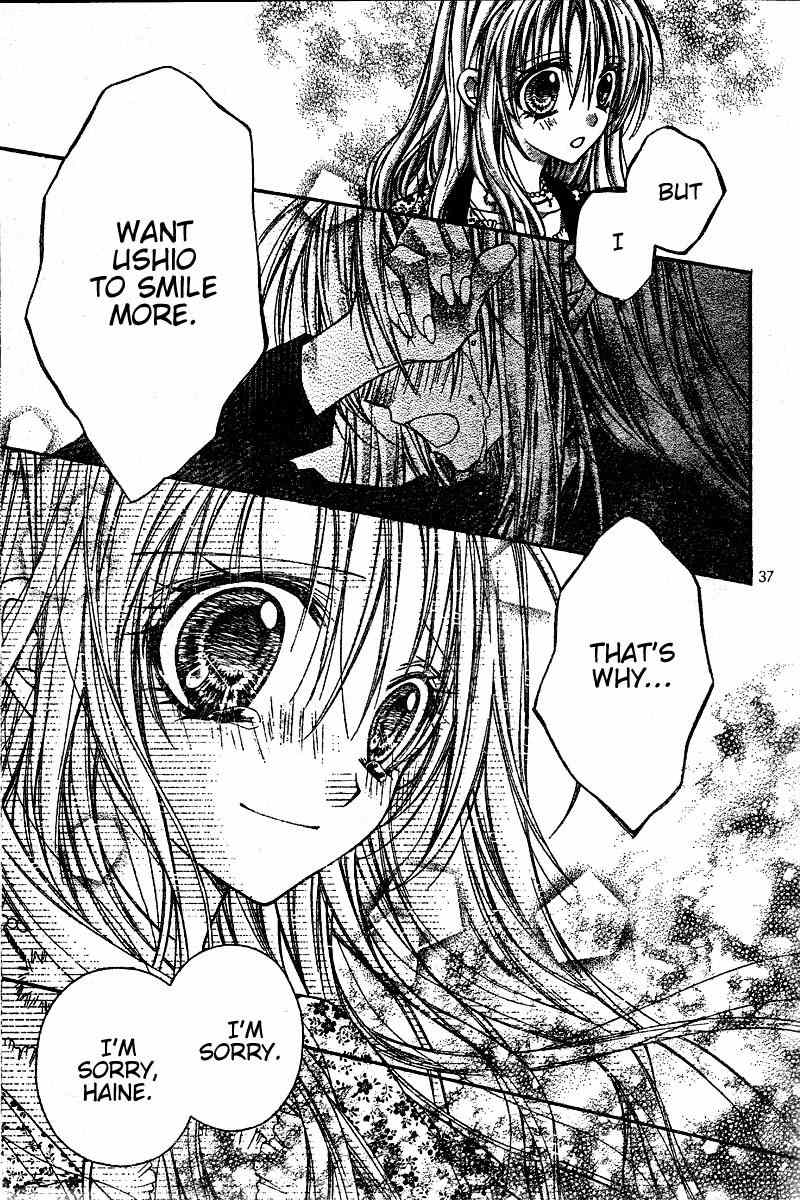 BUT
I
WANT
USHIO
TO SMILE
MORE.
37
THAT'S
WHY...
I'M
SORRY.
I'M
SORRY,
HAINE.